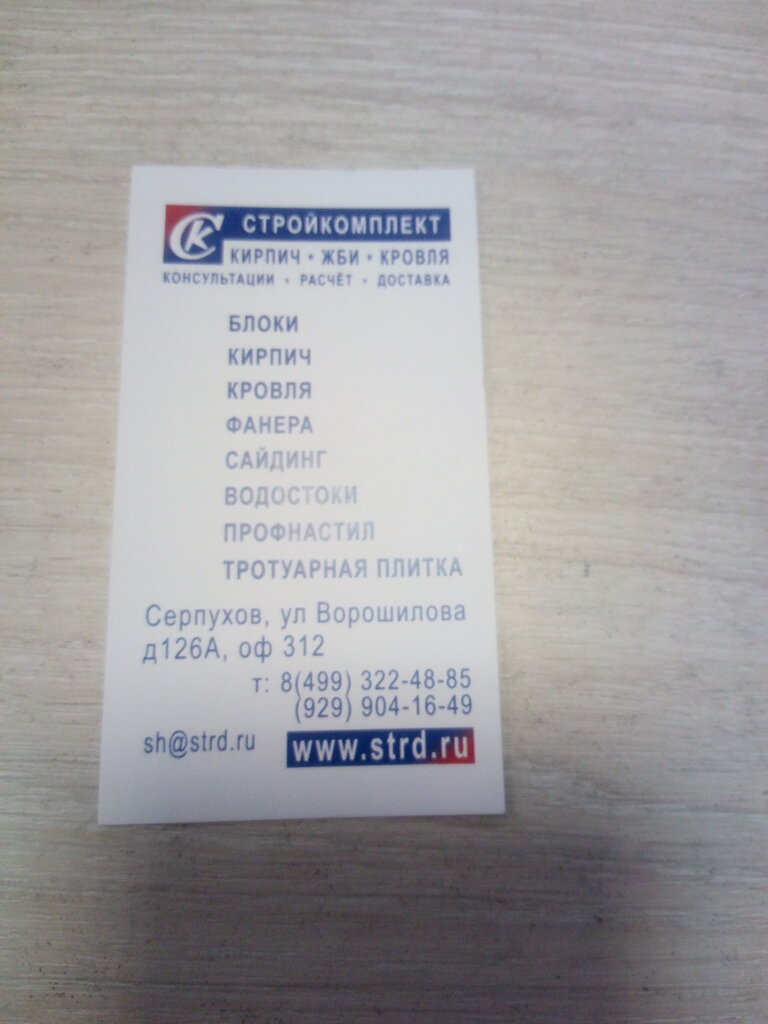 СК СТРОЙКОМПЛЕКТ
КИРПИЧ • ЖБИ • КРОВЛЯ
КОНСУЛЬТАЦИИ • РАСЧЁТ • ДОСТАВКА
БЛОКИ
КИРПИЧ
КРОВЛЯ
ФАНЕРА
САЙДИНГ
ВОДОСТОКИ
ПРОФНАСТИЛ
ТРОТУАРНАЯ ПЛИТКА
Серпухов, ул Ворошилова
д126А, оф 312
т: 8(499) 322-48-85
(929) 904-16-49
sh@strd.ru www.strd.ru